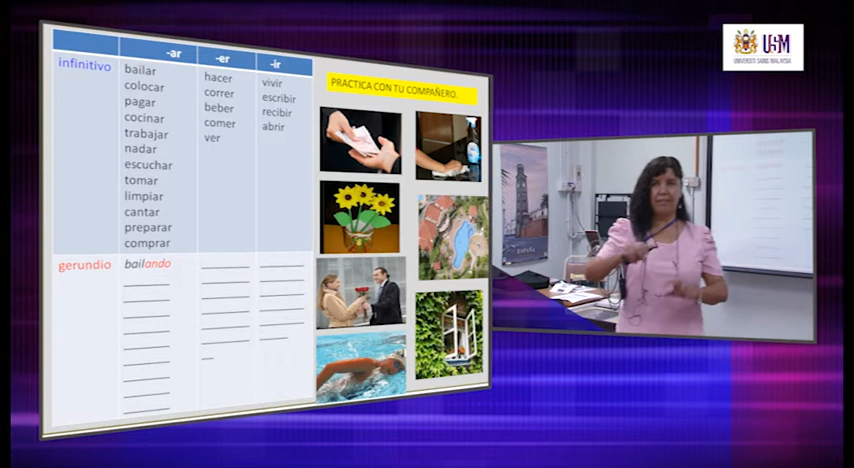 -ar -er -ir
infinitivo
bailar
colocar
pagar
cocinar
trabajar
nadar
escuchar
tomar
limpiar
cantar
preparar
comprar
hacer
correr
beber
comer
ver
vivir
escribir
recibir
abrir
gerundio
bailando
PRACTICA CON TU COMPAÑERO.
ESPAÑA
USM
UNIVERSITI SAINS MALAYSIA